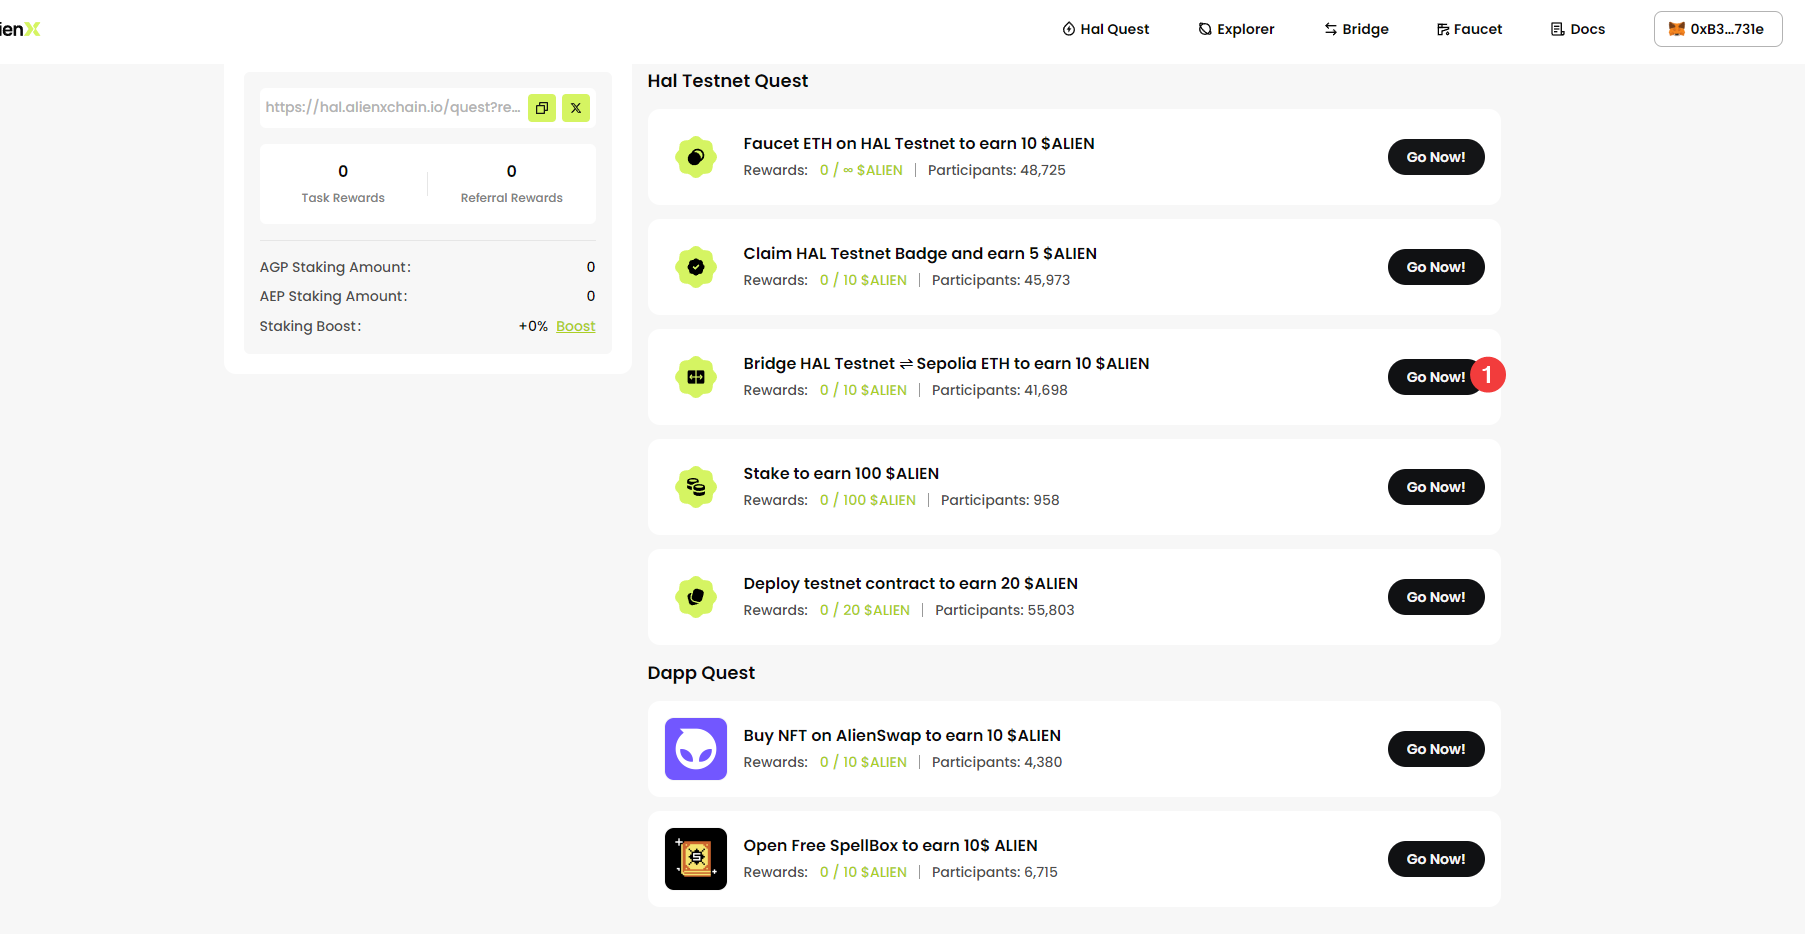 ienX
Hal Quest
Explorer
Bridge
Faucet
Docs
0xB3...731e
https://hal.alienxchain.io/quest?re...
0
Task Rewards
0
Referral Rewards
AGP Staking Amount: 0
AEP Staking Amount: 0
Staking Boost: +0% Boost
Hal Testnet Quest
Faucet ETH on HAL Testnet to earn 10 $ALIEN
Rewards: 0 / ∞ $ALIEN | Participants: 48,725
Go Now!
Claim HAL Testnet Badge and earn 5 $ALIEN
Rewards: 0 / 10 $ALIEN | Participants: 45,973
Go Now!
Bridge HAL Testnet ⇌ Sepolia ETH to earn 10 $ALIEN
Rewards: 0 / 10 $ALIEN | Participants: 41,698
Go Now!
1
Stake to earn 100 $ALIEN
Rewards: 0 / 100 $ALIEN | Participants: 958
Go Now!
Deploy testnet contract to earn 20 $ALIEN
Rewards: 0 / 20 $ALIEN | Participants: 55,803
Go Now!
Dapp Quest
Buy NFT on AlienSwap to earn 10 $ALIEN
Rewards: 0 / 10 $ALIEN | Participants: 4,380
Go Now!
Open Free SpellBox to earn 10$ ALIEN
Rewards: 0 / 10 $ALIEN | Participants: 6,715
Go Now!